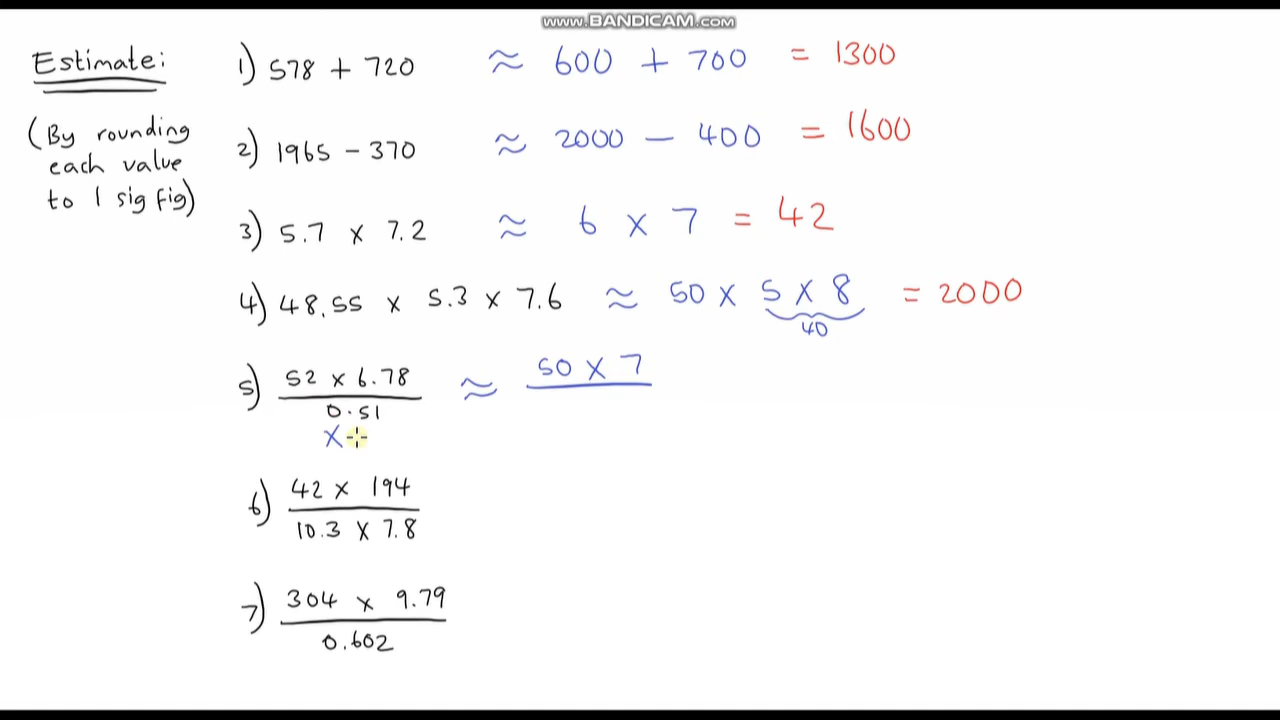 www.BANDICAM.com
Estimate:
(By rounding
each value
to 1 sig fig)
1) 578 + 720 ≈ 600 + 700 = 1300
2) 1965 - 370 ≈ 2000 - 400 = 1600
3) 5.7 x 7.2 ≈ 6 x 7 = 42
4) 48.55 x 5.3 x 7.6 ≈ 50 x 5 x 8 = 2000
40
5) 52 x 6.78 ≈ 50 x 7
0.51
X
6) 42 x 194
10.3 x 7.8
7) 304 x 9.79
0.602